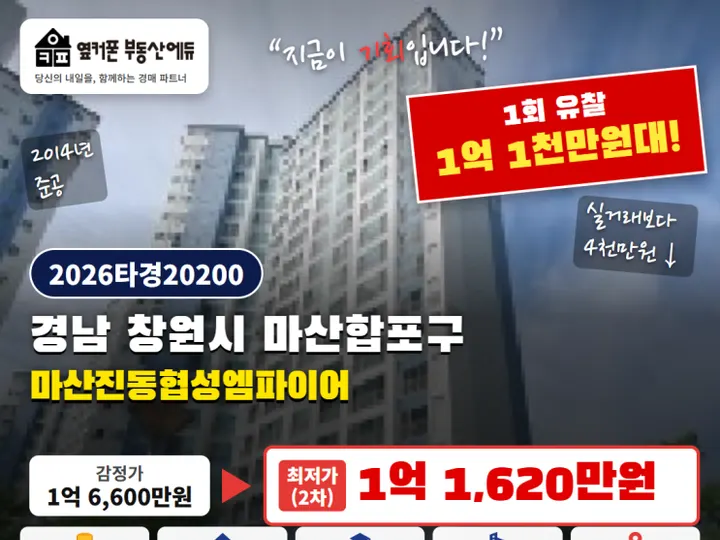 옆커폰 부동산에듀
당신의 내일을, 함께하는 경매 파트너
"지금이 기회입니다!"
1회 유찰
1억 1천만원대!
2014년
준공
실거래보다
4천만원 ↓
2026타경20200
경남 창원시 마산합포구
마산진동협성엠파이어
감정가
1억 6,600만원
최저가
(2차)
1억 1,620만원